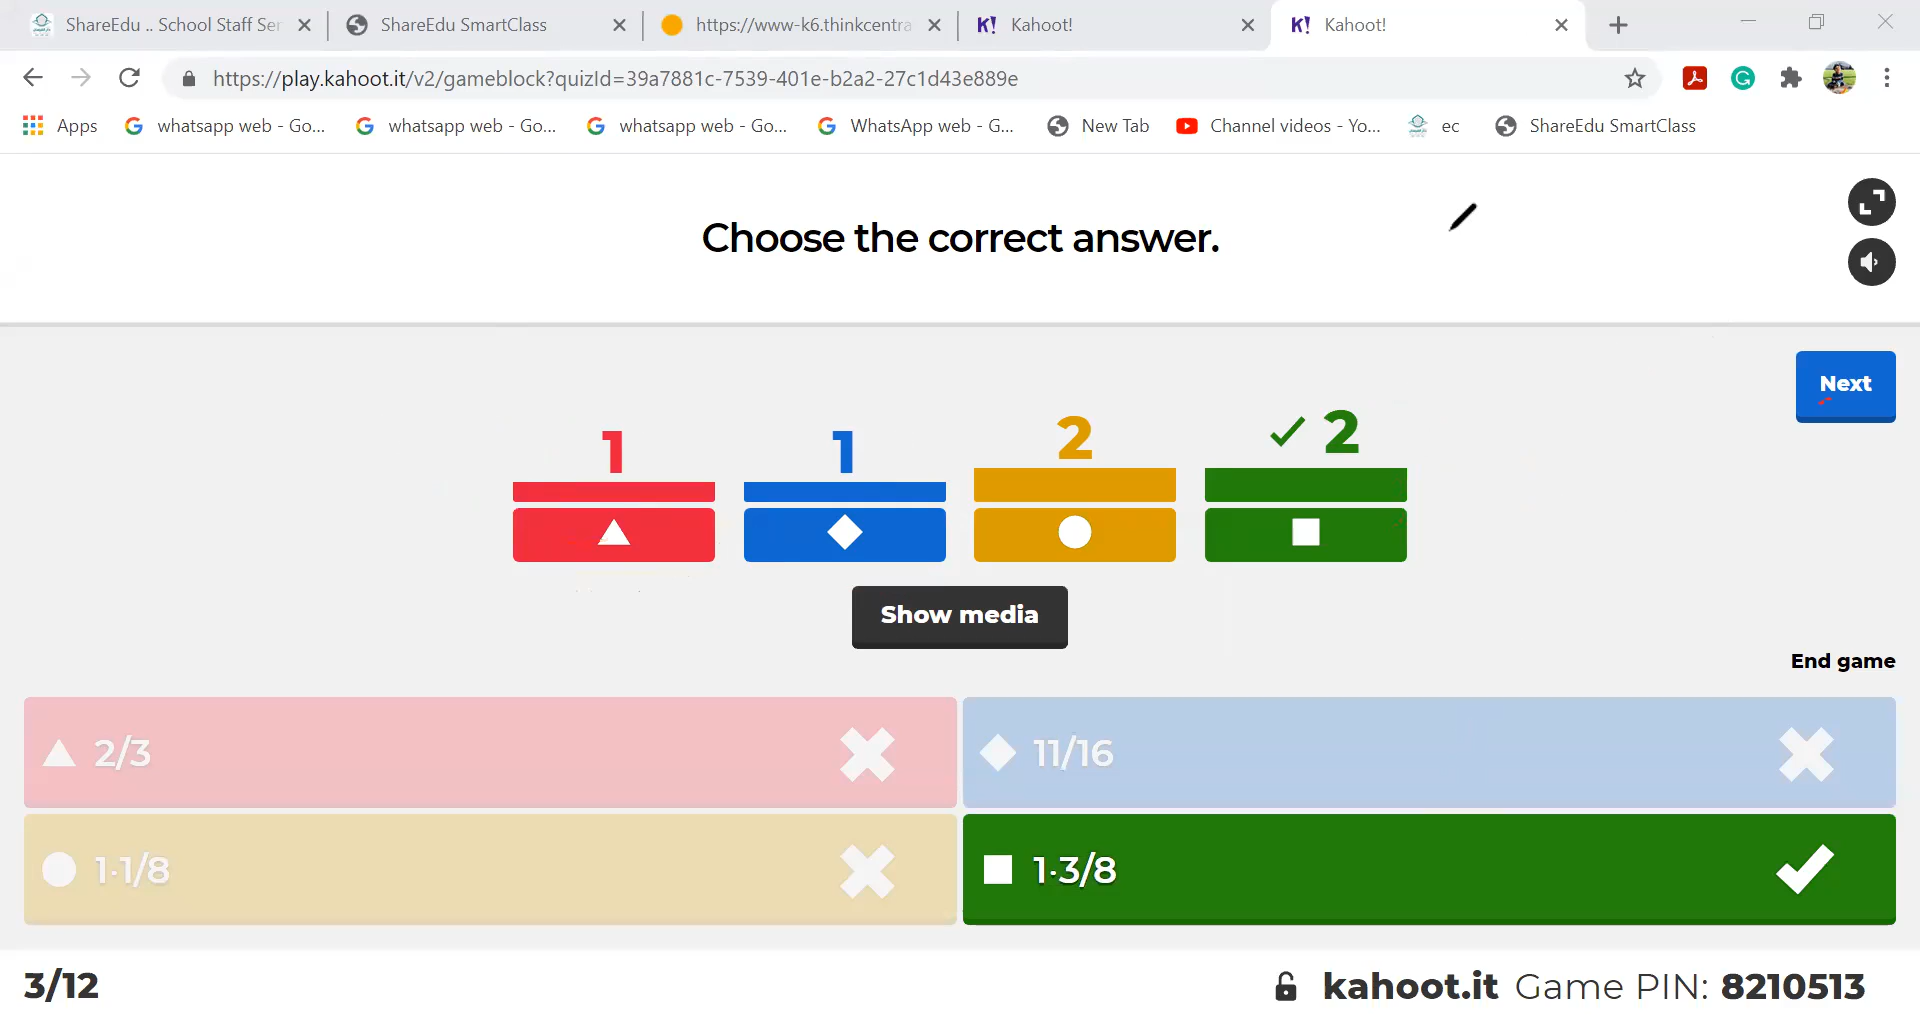 ShareEdu .. School Staff Ser
ShareEdu SmartClass
https://www-k6.thinkcentra
K! Kahoot!
K! Kahoot!
https://play.kahoot.it/v2/gameblock?quizId=39a7881c-7539-401e-b2a2-27c1d43e889e
Apps
whatsapp web - Go...
whatsapp web - Go...
whatsapp web - Go...
WhatsApp web - G...
New Tab
Channel videos - Yo...
ec
ShareEdu SmartClass
Choose the correct answer.
Next
1
1
2
2
Show media
End game
2/3
11/16
1·1/8
1·3/8
3/12
kahoot.it Game PIN: 8210513